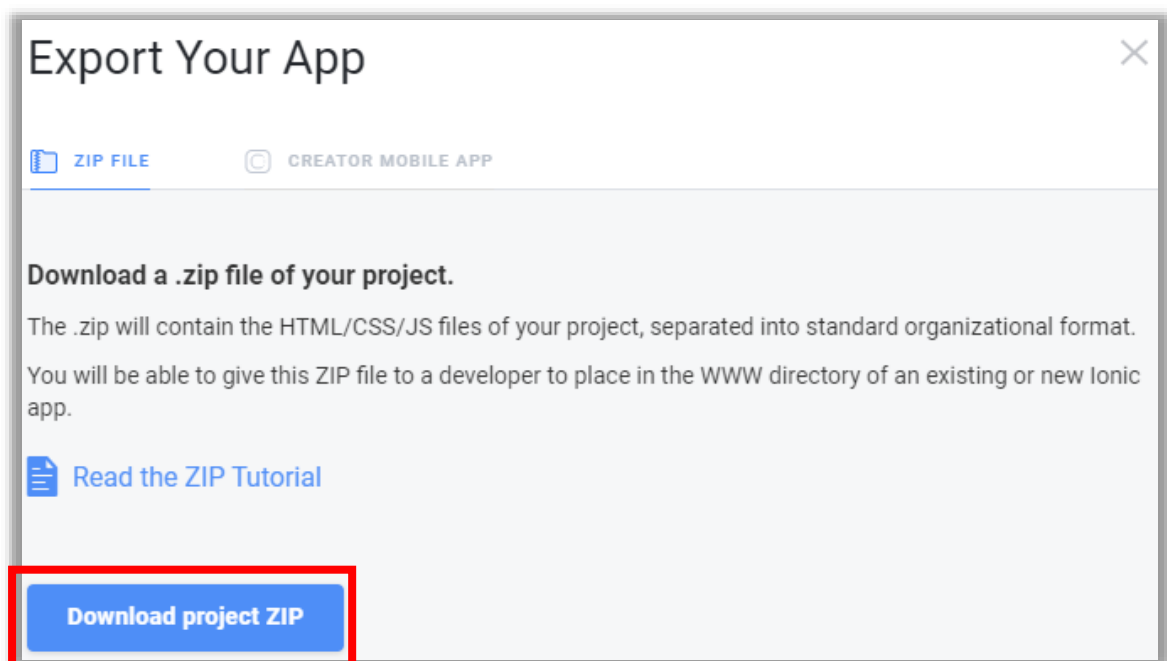 Export Your App
ZIP FILE
CREATOR MOBILE APP
Download a .zip file of your project.
The .zip will contain the HTML/CSS/JS files of your project, separated into standard organizational format.
You will be able to give this ZIP file to a developer to place in the WWW directory of an existing or new Ionic
app.
Read the ZIP Tutorial
Download project ZIP